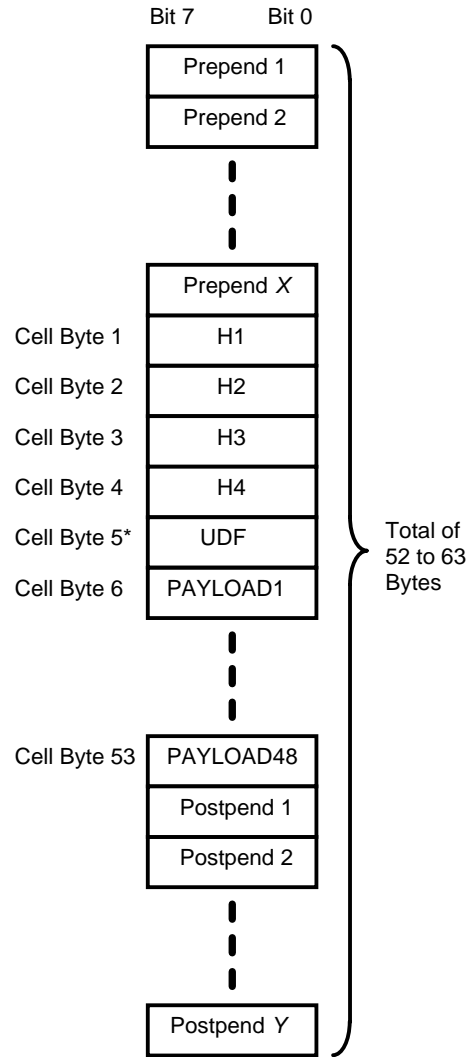 Bit 7 Bit 0
Prepend 1
Prepend 2
Prepend X
Cell Byte 1 H1
Cell Byte 2 H2
Cell Byte 3 H3
Cell Byte 4 H4
Cell Byte 5* UDF
Cell Byte 6 PAYLOAD1
Total of
52 to 63
Bytes
Cell Byte 53 PAYLOAD48
Postpend 1
Postpend 2
Postpend Y